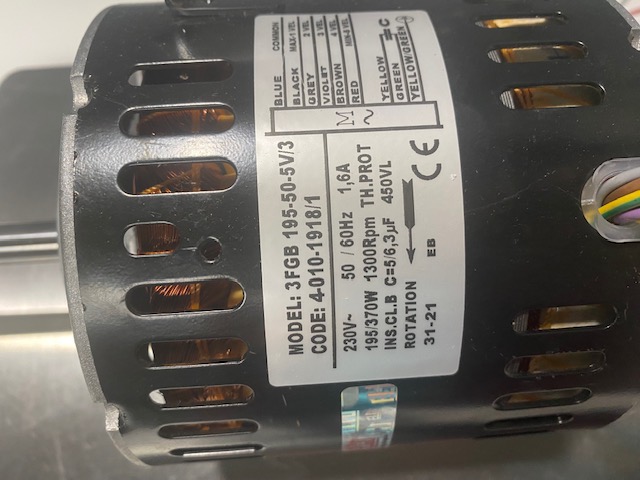 MODEL: 3FGB 195-50-5V/3
CODE: 4-010-1918/1
230V~ 50 / 60Hz 1,6A
195/370W 1300Rpm TH.PROT
INS.CL.B C=5/6,3µF 450VL
ROTATION
31-21 EB CE
M
~
BLUE COMMON
BLACK MAX-1 VEL
GREY 2 VEL
VIOLET 3 VEL
BROWN 4 VEL
RED MIN-5 VEL
YELLOW
GREEN C
YELLOW/GREEN